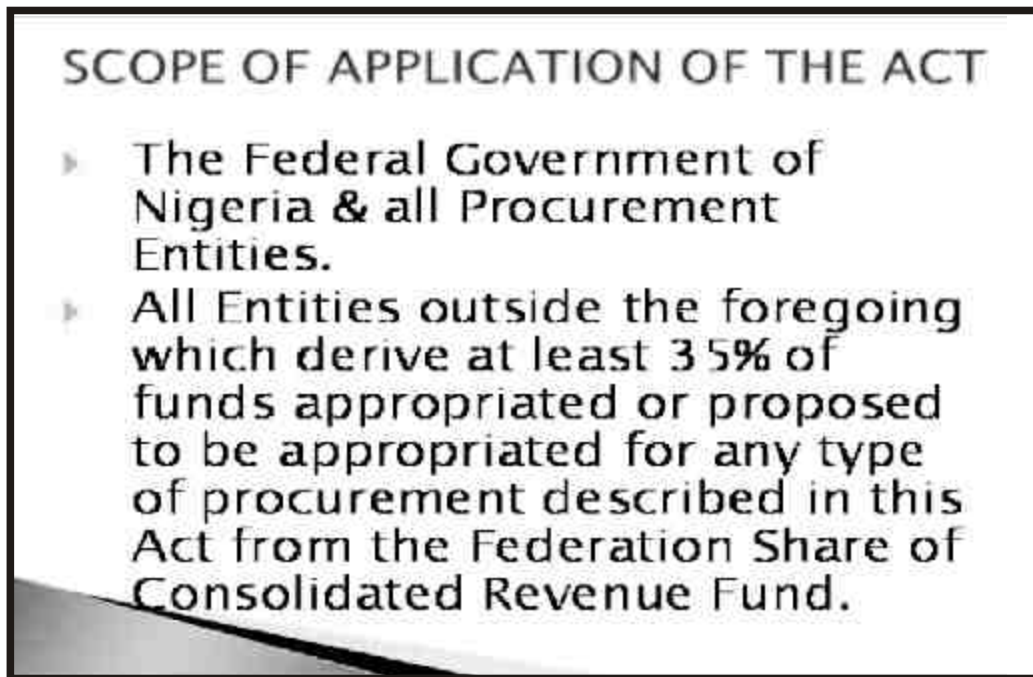 SCOPE OF APPLICATION OF THE ACT
The Federal Government of
Nigeria & all Procurement
Entities.
All Entities outside the foregoing
which derive at least 35% of
funds appropriated or proposed
to be appropriated for any type
of procurement described in this
Act from the Federation Share of
Consolidated Revenue Fund.